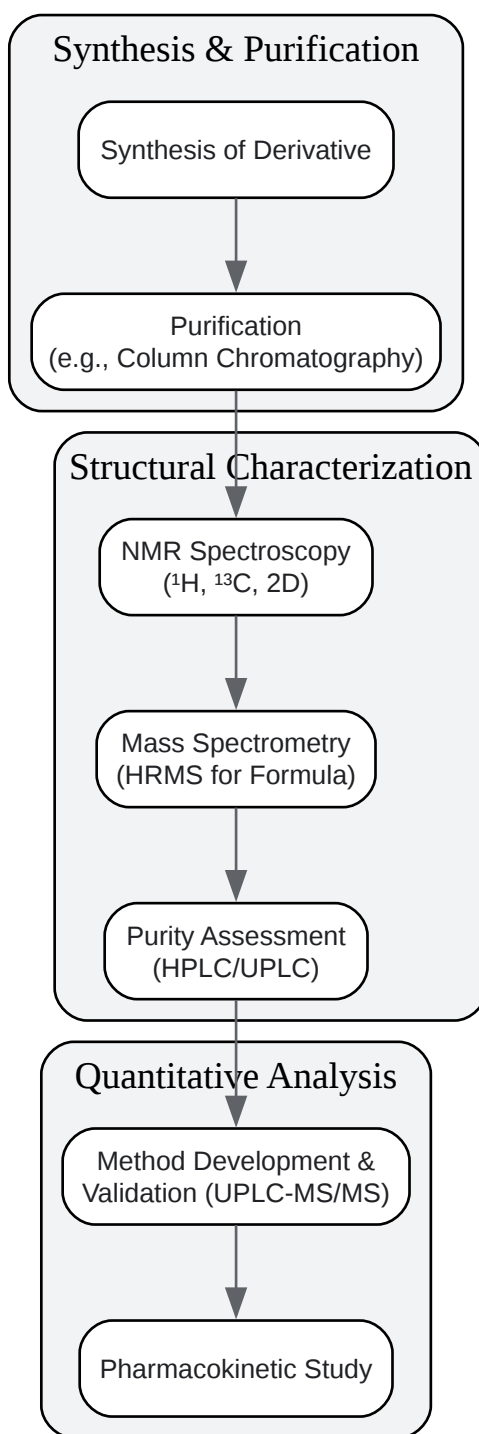 Synthesis & Purification
Synthesis of Derivative
Purification
(e.g., Column Chromatography)
Structural Characterization
NMR Spectroscopy
(¹H, ¹³C, 2D)
Mass Spectrometry
(HRMS for Formula)
Purity Assessment
(HPLC/UPLC)
Quantitative Analysis
Method Development &
Validation (UPLC-MS/MS)
Pharmacokinetic Study